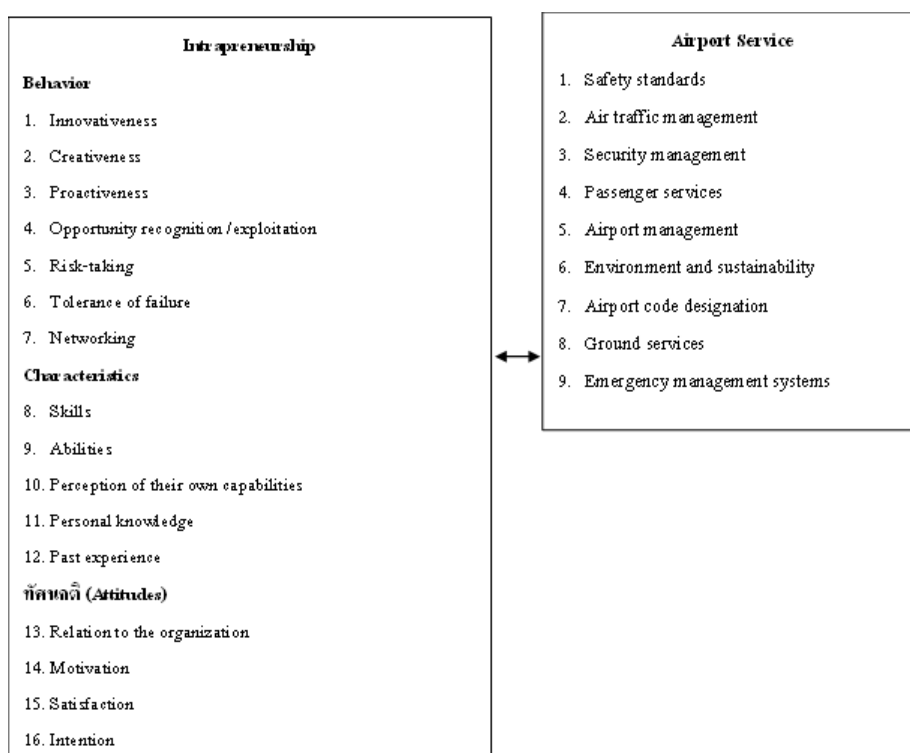 Intrapreneurship
Behavior
1. Innovativeness
2. Creativeness
3. Proactiveness
4. Opportunity recognition /exploitation
5. Risk-taking
6. Tolerance of failure
7. Networking
Characteristics
8. Skills
9. Abilities
10. Perception of their own capabilities
11. Personal knowledge
12. Past experience
ทัศนคติ (Attitudes)
13. Relation to the organization
14. Motivation
15. Satisfaction
16. Intention
Airport Service
1. Safety standards
2. Air traffic management
3. Security management
4. Passenger services
5. Airport management
6. Environment and sustainability
7. Airport code designation
8. Ground services
9. Emergency management systems